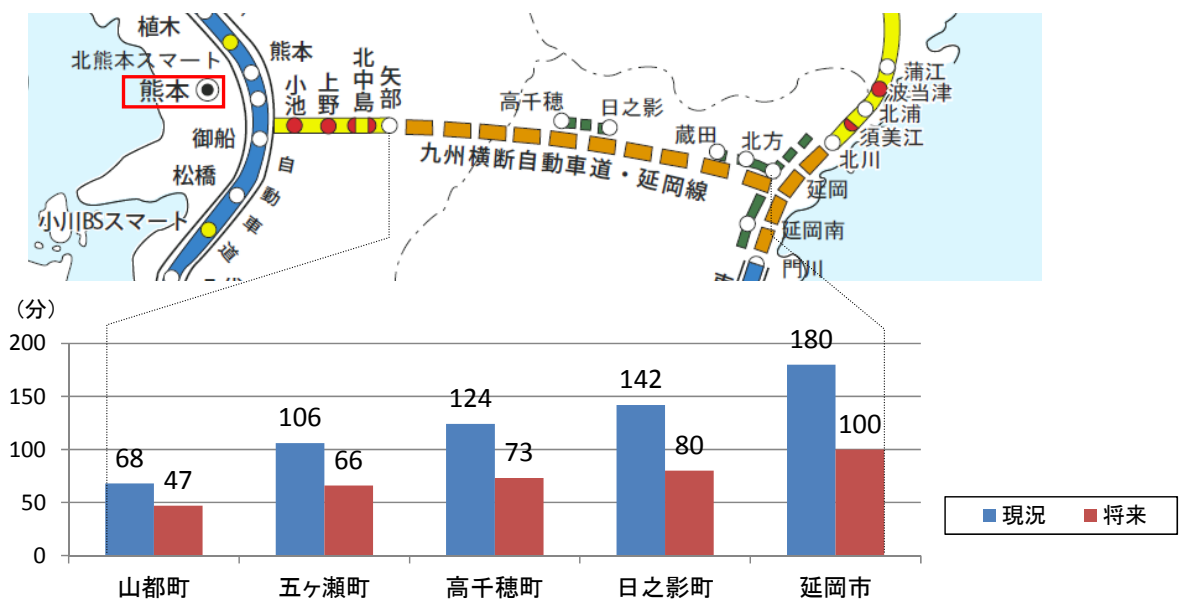 植木
北熊本スマート
熊本
熊本
小池
上野
北中島
矢部
御船
松橋
小川BSスマート
自動車道
高千穂
日之影
蔵田
北方
九州横断自動車道・延岡線
蒲江
波当津
北浦
須美江
北川
延岡
延岡南
門川
(分)
200
150
100
50
0
68
47
106
66
124
73
142
80
180
100
山都町
五ヶ瀬町
高千穂町
日之影町
延岡市
現況
将来